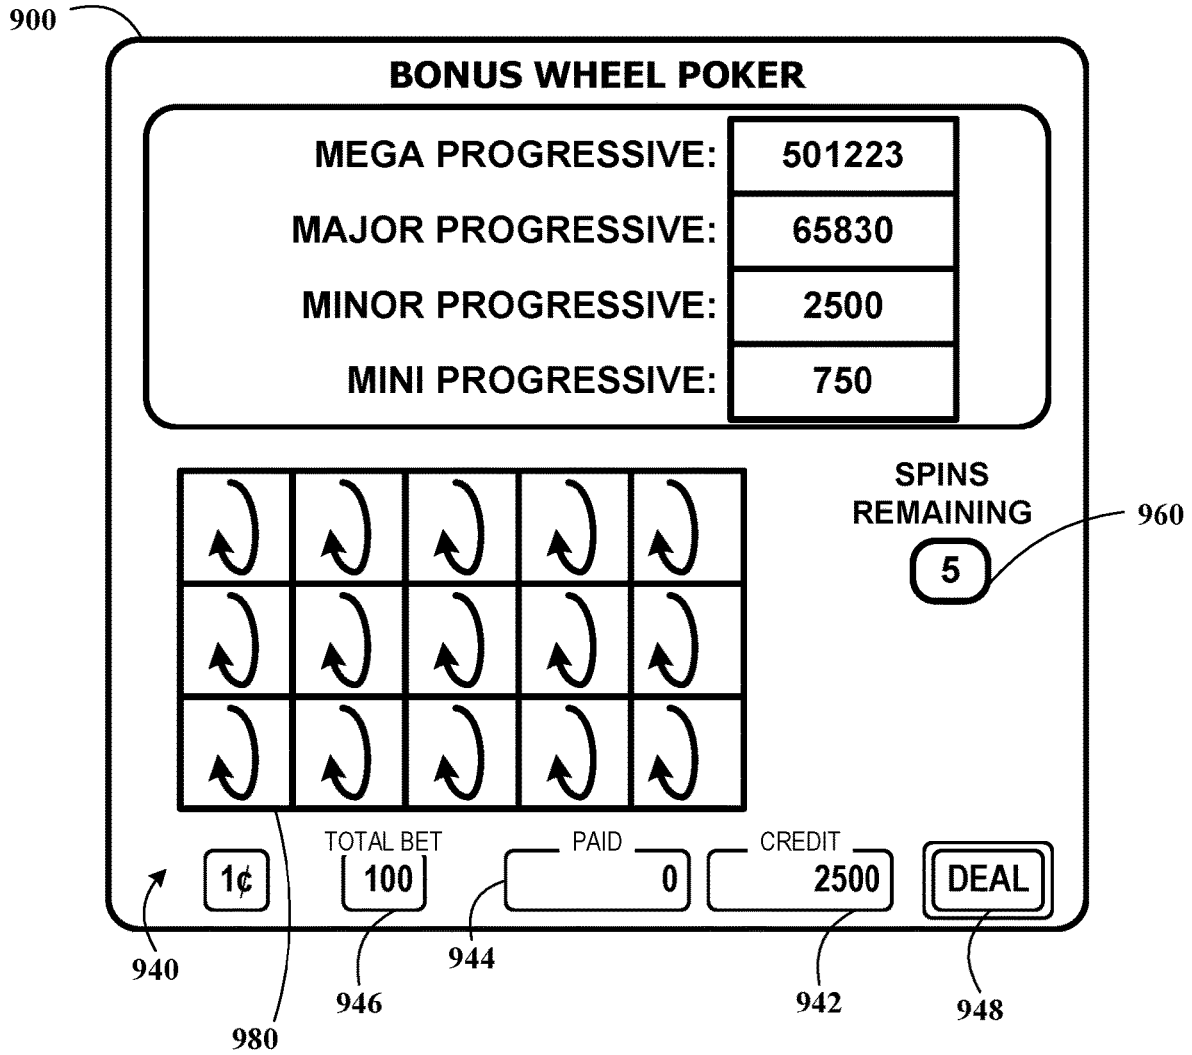 900
BONUS WHEEL POKER
MEGA PROGRESSIVE: 501223
MAJOR PROGRESSIVE: 65830
MINOR PROGRESSIVE: 2500
MINI PROGRESSIVE: 750
SPINS
REMAINING
5
960
TOTAL BET PAID CREDIT
1¢ 100 0 2500 DEAL
940 946 944 942 948
980